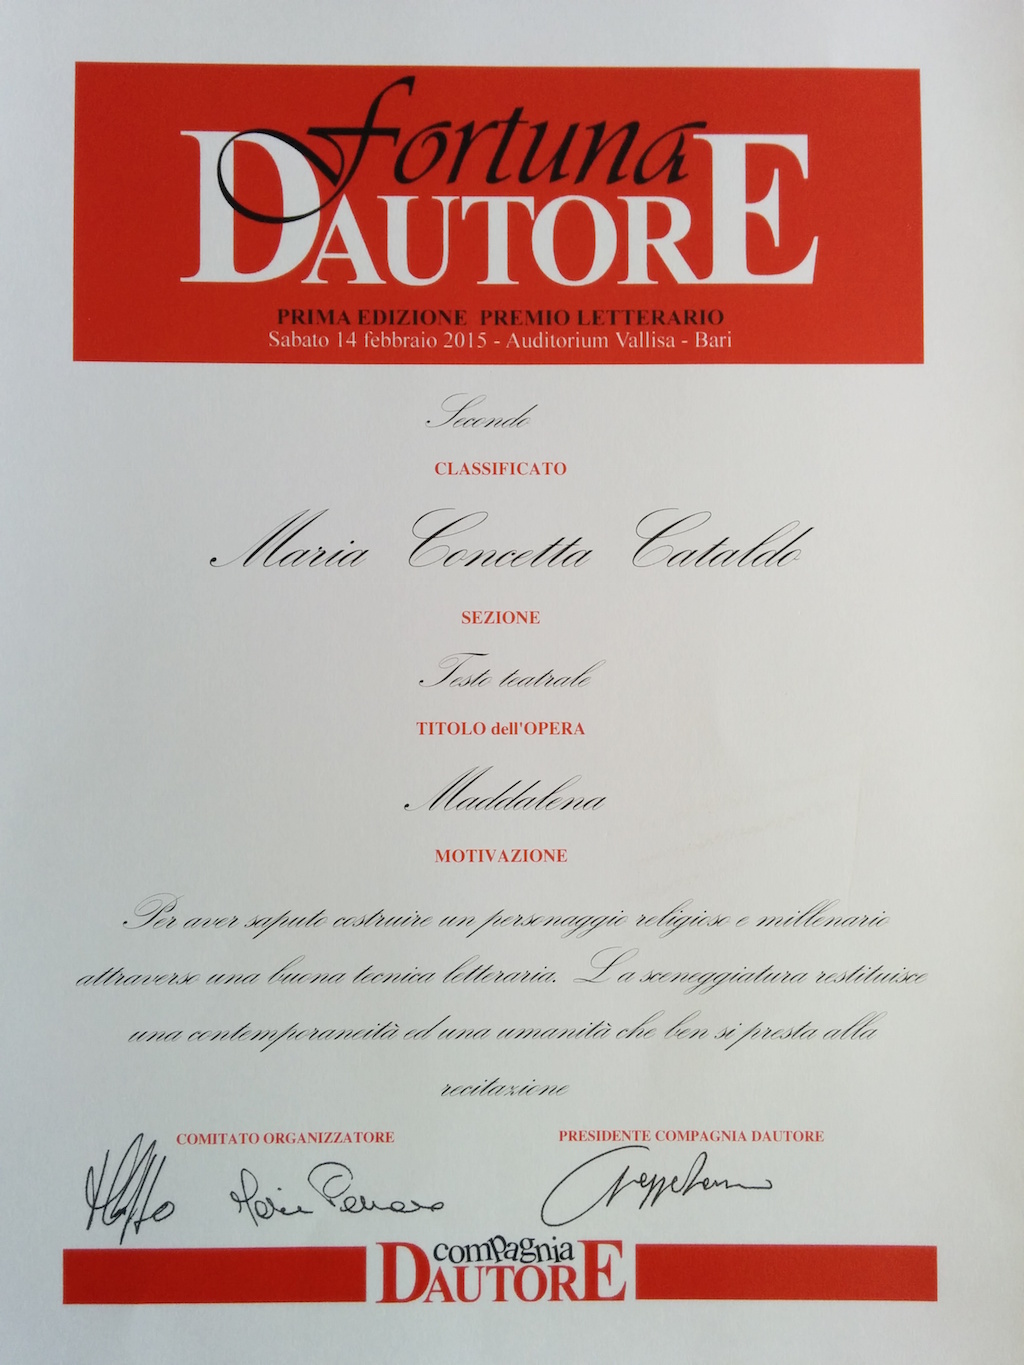 fortuna
DAUTORE
PRIMA EDIZIONE PREMIO LETTERARIO
Sabato 14 febbraio 2015 - Auditorium Vallisa - Bari
Secondo
CLASSIFICATO
Maria Concetta Cataldo
SEZIONE
Testo teatrale
TITOLO dell'OPERA
Maddalena
MOTIVAZIONE
Per aver saputo costruire un personaggio religioso e millenario
attraverso una buona tecnica letteraria. L a sceneggiatura restituisce
una contemporaneità ed una umanità che ben si presta alla
recitazione
COMITATO ORGANIZZATORE PRESIDENTE COMPAGNIA DAUTORE
compagnia
DAUTORE